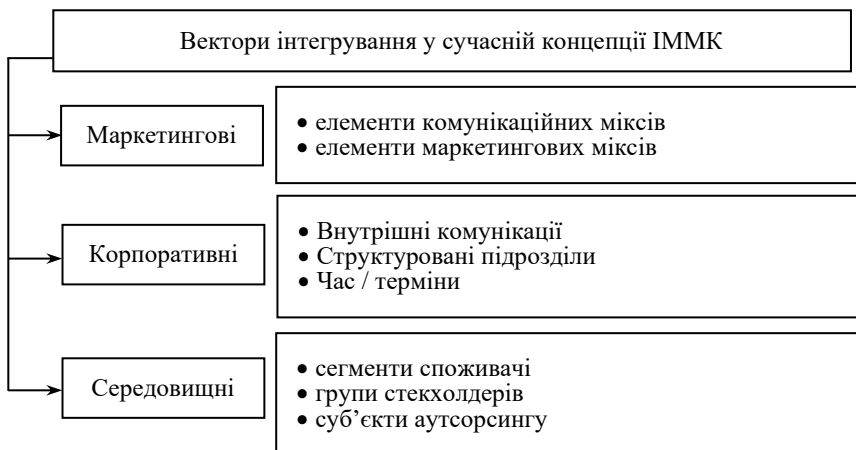 Вектори інтегрування у сучасній концепції ІММК
Маркетингові
• елементи комунікаційних міксів
• елементи маркетингових міксів
Корпоративні
• Внутрішні комунікації
• Структуровані підрозділи
• Час / терміни
Середовищні
• сегменти споживачі
• групи стекхолдерів
• суб’єкти аутсорсингу